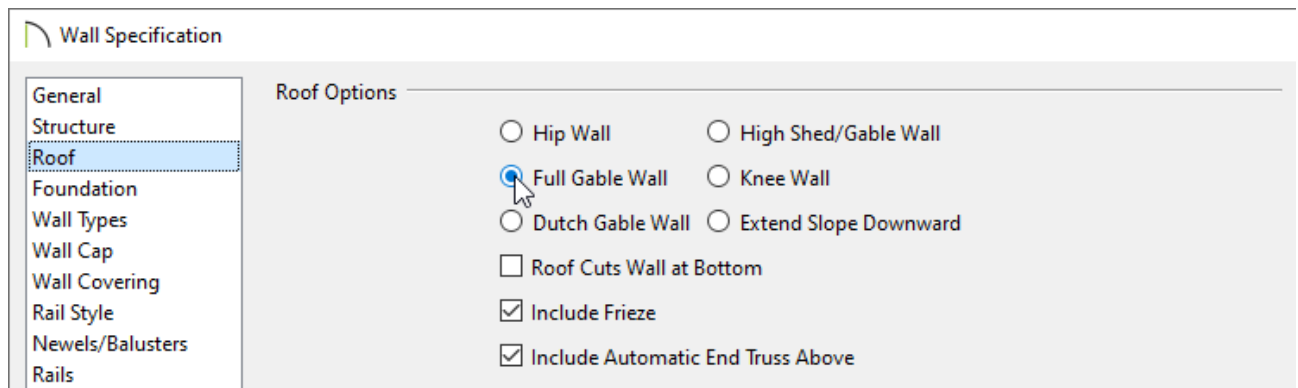 Wall Specification
General
Structure
Roof
Foundation
Wall Types
Wall Cap
Wall Covering
Rail Style
Newels/Balusters
Rails
Roof Options
Hip Wall
High Shed/Gable Wall
Full Gable Wall
Knee Wall
Dutch Gable Wall
Extend Slope Downward
Roof Cuts Wall at Bottom
Include Frieze
Include Automatic End Truss Above